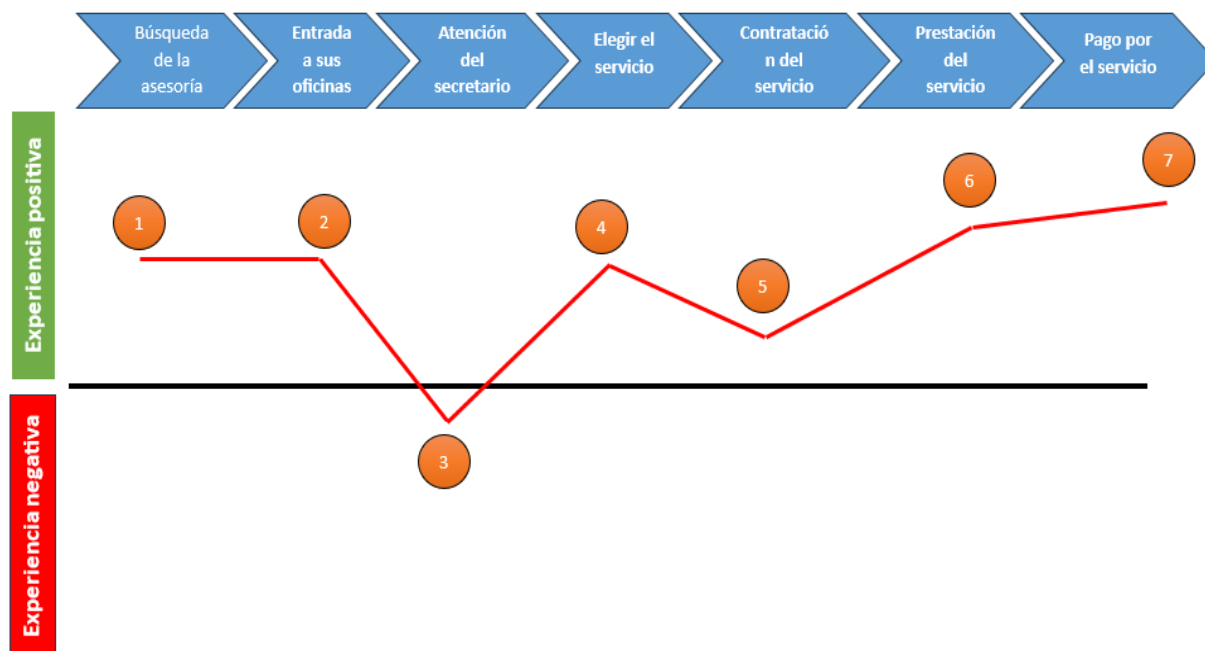 Búsqueda
de la
asesoría
Entrada
a sus
oficinas
Atención
del
secretario
Elegir el
servicio
Contratació
n del
servicio
Prestación
del
servicio
Pago por
el servicio
Experiencia positiva
1
2
3
4
5
6
7
Experiencia negativa